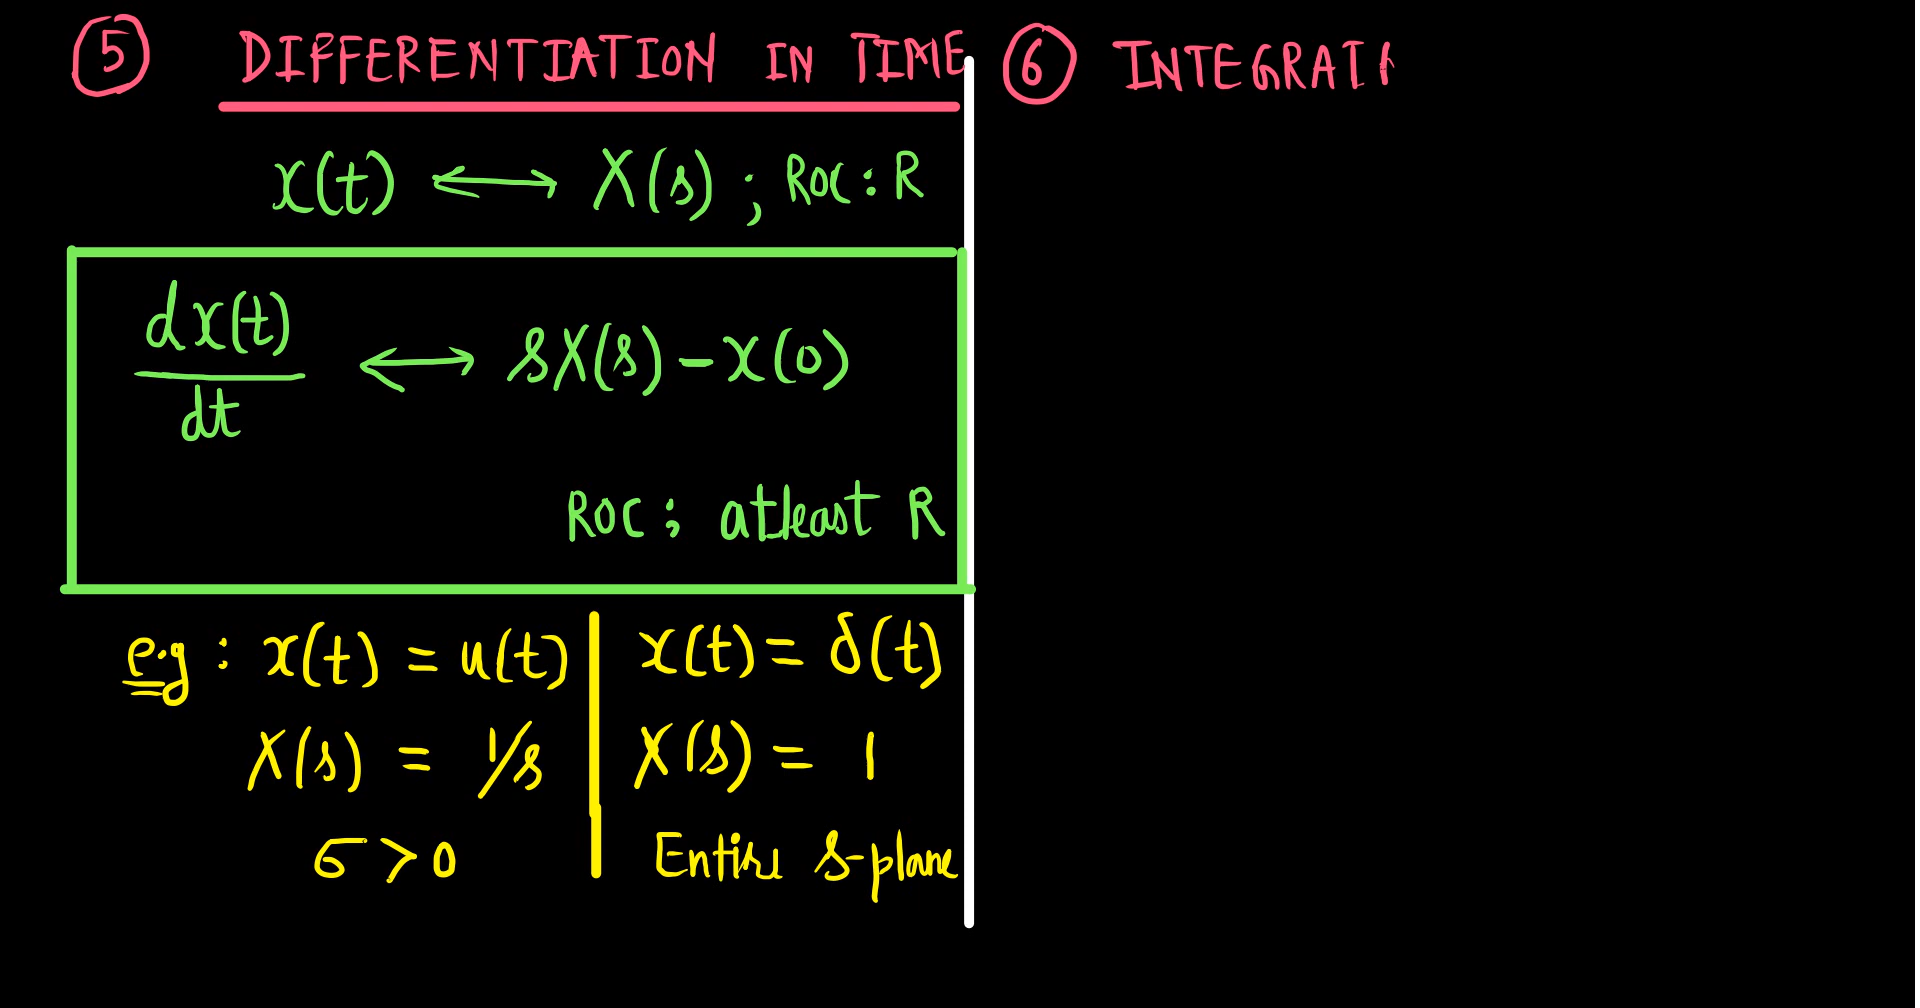 ⑤ DIFFERENTIATION IN TIME
x(t) ⟷ X(s) ; ROC : R
dx(t)/dt ⟷ sX(s) - x(0)
ROC ; atleast R
e.g : x(t) = u(t)
X(s) = 1/s
σ > 0
x(t) = δ(t)
X(s) = 1
Entire s-plane
⑥ INTEGRATI